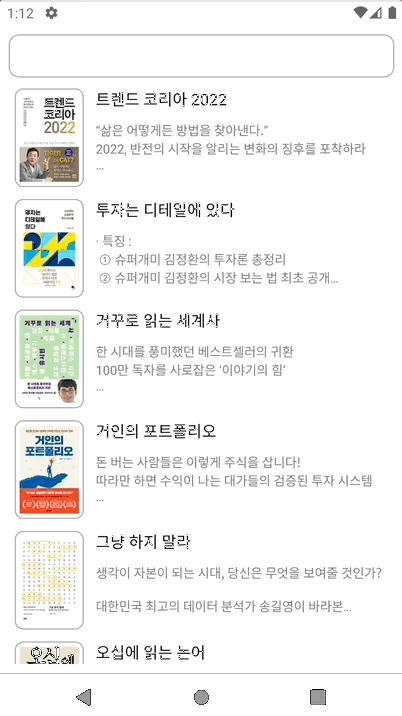 1:12
트렌드 코리아 2022
“삶은 어떻게든 방법을 찾아낸다.”
2022, 반전의 시작을 알리는 변화의 징후를 포착하라
...
투자는 디테일에 있다
· 특징 :
① 슈퍼개미 김정환의 투자론 총정리
② 슈퍼개미 김정환의 시장 보는 법 최초 공개...
거꾸로 읽는 세계사
한 시대를 풍미했던 베스트셀러의 귀환
100만 독자를 사로잡은 ‘이야기의 힘’
...
거인의 포트폴리오
돈 버는 사람들은 이렇게 주식을 삽니다!
따라만 하면 수익이 나는 대가들의 검증된 투자 시스템
...
그냥 하지 말라
생각이 자본이 되는 시대, 당신은 무엇을 보여줄 것인가?
대한민국 최고의 데이터 분석가 송길영이 바라본...
오십에 읽는 논어
트렌드
코리아
2022
TIGER
OR CAT?
투자는
디테일에
있다
거꾸로 읽는 세계사
유시민
거인의
포트폴리오
오십에